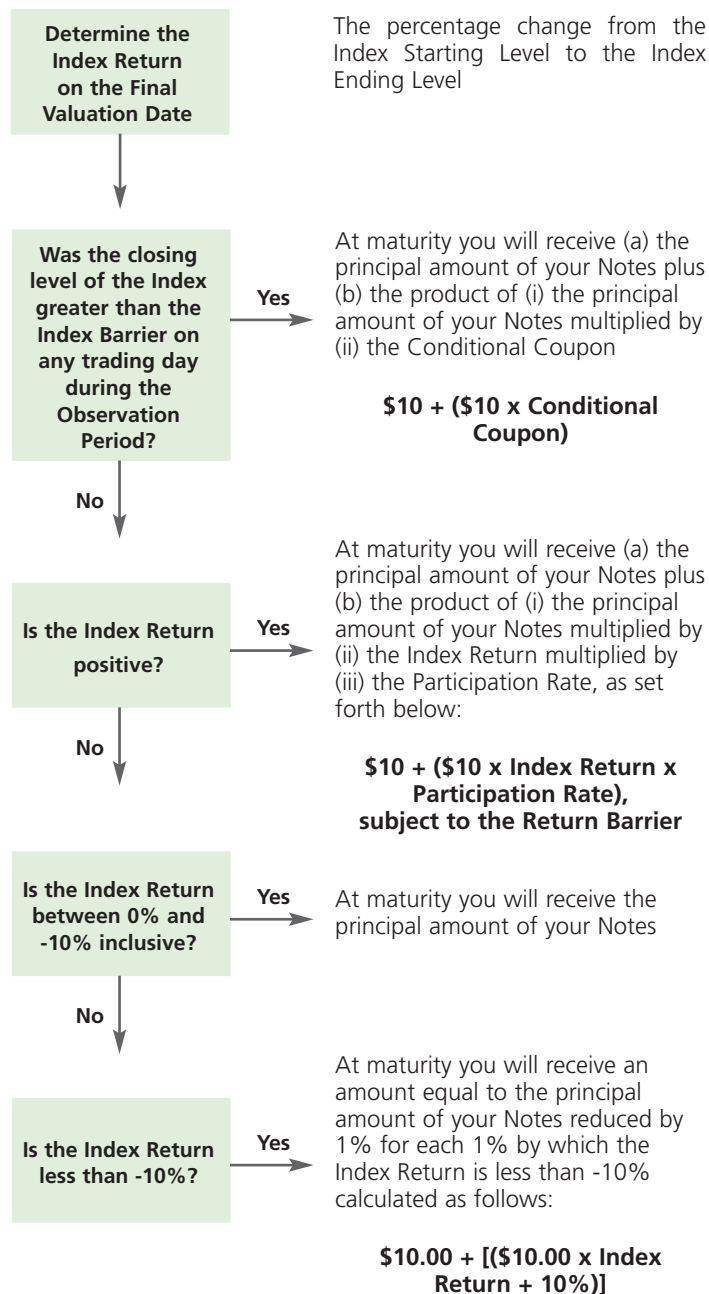 Determine the
Index Return
on the Final
Valuation Date
The percentage change from the
Index Starting Level to the Index
Ending Level
Was the closing
level of the Index
greater than the
Index Barrier on
any trading day
during the
Observation
Period?
Yes
At maturity you will receive (a) the
principal amount of your Notes plus
(b) the product of (i) the principal
amount of your Notes multiplied by
(ii) the Conditional Coupon
$10 + ($10 x Conditional
Coupon)
No
Is the Index Return
positive?
Yes
At maturity you will receive (a) the
principal amount of your Notes plus
(b) the product of (i) the principal
amount of your Notes multiplied by
(ii) the Index Return multiplied by
(iii) the Participation Rate, as set
forth below:
$10 + ($10 x Index Return x
Participation Rate),
subject to the Return Barrier
No
Is the Index Return
between 0% and
-10% inclusive?
Yes
At maturity you will receive the
principal amount of your Notes
No
Is the Index Return
less than -10%?
Yes
At maturity you will receive an
amount equal to the principal
amount of your Notes reduced by
1% for each 1% by which the
Index Return is less than -10%
calculated as follows:
$10.00 + [($10.00 x Index
Return + 10%)]